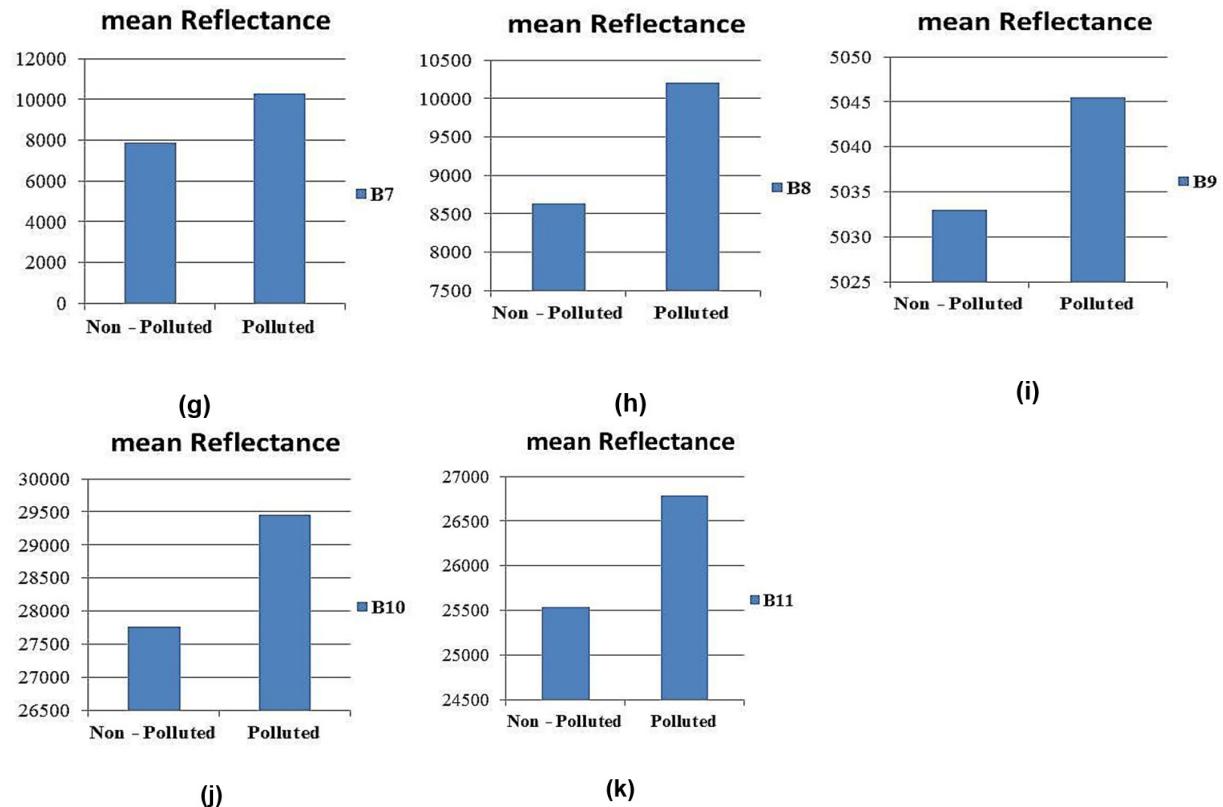 mean Reflectance
12000
10000
8000
6000
4000
2000
0
Non - Polluted Polluted
B7
(g)
mean Reflectance
10500
10000
9500
9000
8500
8000
7500
Non - Polluted Polluted
B8
(h)
mean Reflectance
5050
5045
5040
5035
5030
5025
Non - Polluted Polluted
B9
(i)
mean Reflectance
30000
29500
29000
28500
28000
27500
27000
26500
Non - Polluted Polluted
B10
(j)
mean Reflectance
27000
26500
26000
25500
25000
24500
Non - Polluted Polluted
B11
(k)